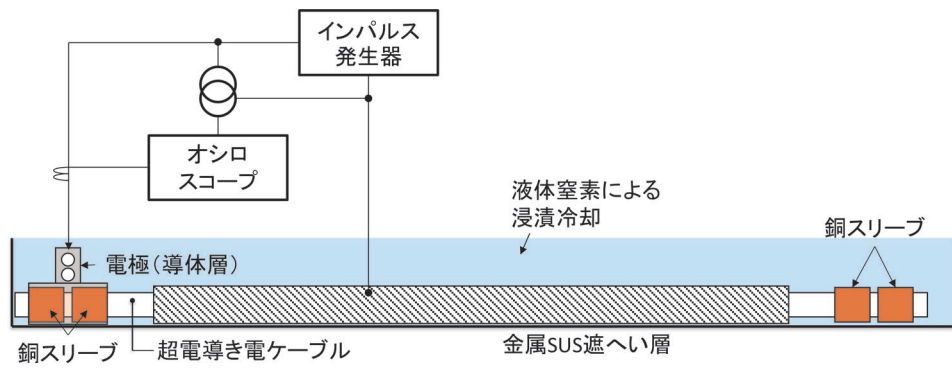 インパルス
発生器
オシロ
スコープ
液体窒素による
浸漬冷却
銅スリーブ
電極(導体層)
銅スリーブ
超電導き電ケーブル
金属SUS遮へい層